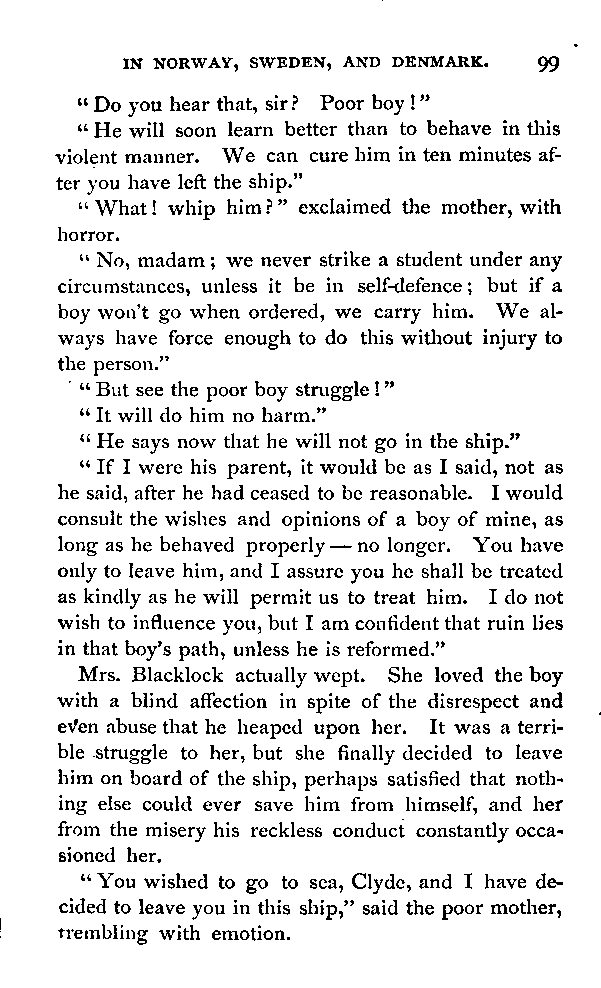 IN NORWAY, SWEDEN, AND DENMARK. 99
“Do you hear that, sir? Poor boy!”
“He will soon learn better than to behave in this
violent manner. We can cure him in ten minutes af-
ter you have left the ship.”
“What! whip him?” exclaimed the mother, with
horror.
“No, madam; we never strike a student under any
circumstances, unless it be in self-defence; but if a
boy won’t go when ordered, we carry him. We al-
ways have force enough to do this without injury to
the person.”
“But see the poor boy struggle!”
“It will do him no harm.”
“He says now that he will not go in the ship.”
“If I were his parent, it would be as I said, not as
he said, after he had ceased to be reasonable. I would
consult the wishes and opinions of a boy of mine, as
long as he behaved properly — no longer. You have
only to leave him, and I assure you he shall be treated
as kindly as he will permit us to treat him. I do not
wish to influence you, but I am confident that ruin lies
in that boy’s path, unless he is reformed.”
Mrs. Blacklock actually wept. She loved the boy
with a blind affection in spite of the disrespect and
even abuse that he heaped upon her. It was a terri-
ble struggle to her, but she finally decided to leave
him on board of the ship, perhaps satisfied that noth-
ing else could ever save him from himself, and her
from the misery his reckless conduct constantly occa-
sioned her.
“You wished to go to sea, Clyde, and I have de-
cided to leave you in this ship,” said the poor mother,
trembling with emotion.